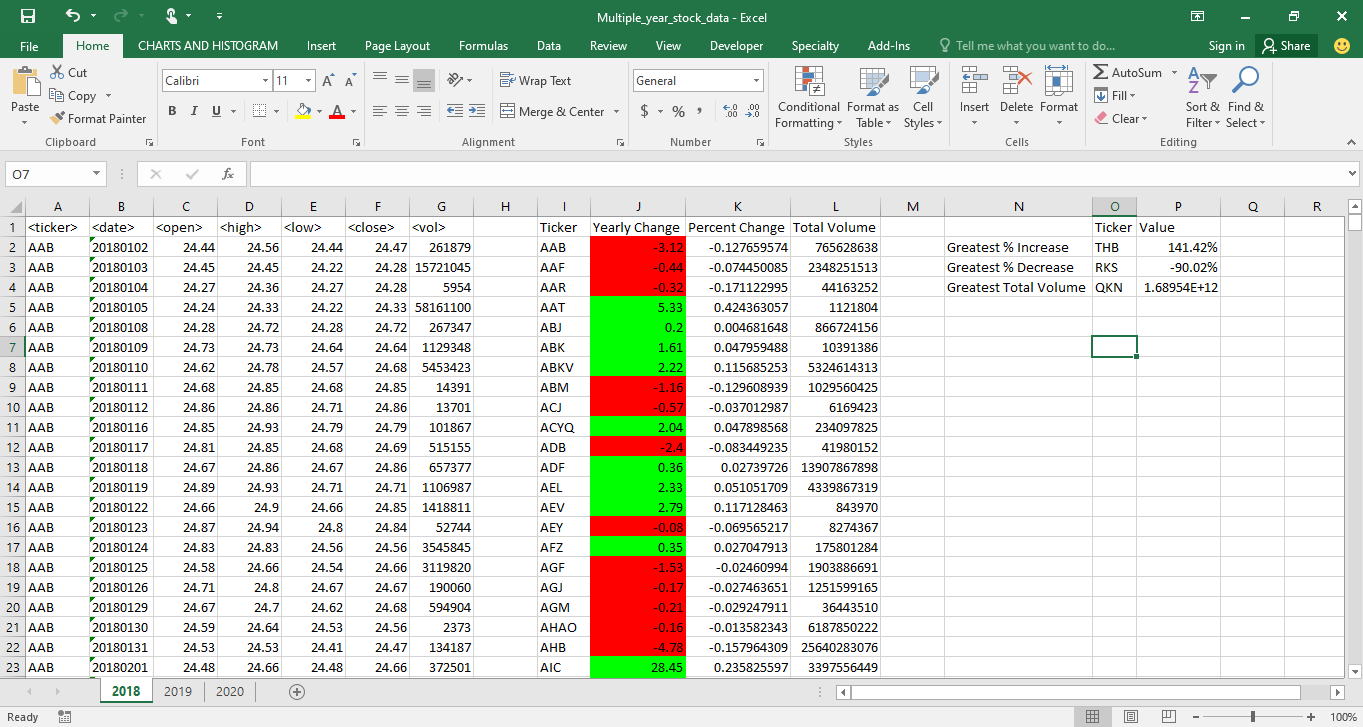 Multiple_year_stock_data - Excel
File Home CHARTS AND HISTOGRAM Insert Page Layout Formulas Data Review View Developer Specialty Add-Ins Tell me what you want to do... Sign in Share
Paste Cut Copy Format Painter
Calibri 11 B I U A A A
Wrap Text Merge & Center
General $ % ,
Conditional Formatting Format as Table Cell Styles
Insert Delete Format
AutoSum Fill Clear Sort & Filter Find & Select
Clipboard Font Alignment Number Styles Cells Editing
O7 fx
A B C D E F G H I J K L M N O P Q R
1 <ticker> <date> <open> <high> <low> <close> <vol> Ticker Yearly Change Percent Change Total Volume Ticker Value
2 AAB 20180102 24.44 24.56 24.44 24.47 261879 AAB -3.12 -0.127659574 765628638 Greatest % Increase THB 141.42%
3 AAB 20180103 24.45 24.45 24.22 24.28 15721045 AAF -0.44 -0.074450085 2348251513 Greatest % Decrease RKS -90.02%
4 AAB 20180104 24.27 24.36 24.27 24.28 5954 AAR -0.32 -0.171122995 44163252 Greatest Total Volume QKN 1.68954E+12
5 AAB 20180105 24.24 24.33 24.22 24.33 58161100 AAT 5.33 0.424363057 1121804
6 AAB 20180108 24.28 24.72 24.28 24.72 267347 ABJ 0.2 0.004681648 866724156
7 AAB 20180109 24.73 24.73 24.64 24.64 1129348 ABK 1.61 0.047959488 10391386
8 AAB 20180110 24.62 24.78 24.57 24.68 5453423 ABKV 2.22 0.115685253 5324614313
9 AAB 20180111 24.68 24.85 24.68 24.85 14391 ABM -1.16 -0.129608939 1029560425
10 AAB 20180112 24.86 24.86 24.71 24.86 13701 ACJ -0.57 -0.037012987 6169423
11 AAB 20180116 24.85 24.93 24.79 24.79 101867 ACYQ 2.04 0.047898568 234097825
12 AAB 20180117 24.81 24.85 24.68 24.69 515155 ADB -2.4 -0.083449235 41980152
13 AAB 20180118 24.67 24.86 24.67 24.86 657377 ADF 0.36 0.02739726 13907867898
14 AAB 20180119 24.89 24.93 24.71 24.71 1106987 AEL 2.33 0.051051709 4339867319
15 AAB 20180122 24.66 24.9 24.66 24.85 1418811 AEV 2.79 0.117128463 843970
16 AAB 20180123 24.87 24.94 24.8 24.84 52744 AEY -0.08 -0.069565217 8274367
17 AAB 20180124 24.83 24.83 24.56 24.56 3545845 AFZ 0.35 0.027047913 175801284
18 AAB 20180125 24.58 24.66 24.54 24.66 3119820 AGF -1.53 -0.02460994 1903886691
19 AAB 20180126 24.71 24.8 24.67 24.67 190060 AGJ -0.17 -0.027463651 1251599165
20 AAB 20180129 24.67 24.7 24.62 24.68 594904 AGM -0.21 -0.029247911 36443510
21 AAB 20180130 24.59 24.64 24.53 24.56 2373 AHAO -0.16 -0.013582343 6187850222
22 AAB 20180131 24.53 24.53 24.41 24.47 134187 AHB -4.78 -0.157964309 25640283076
23 AAB 20180201 24.48 24.66 24.48 24.66 372501 AIC 28.45 0.235825597 3397556449
2018 2019 2020
Ready 100%